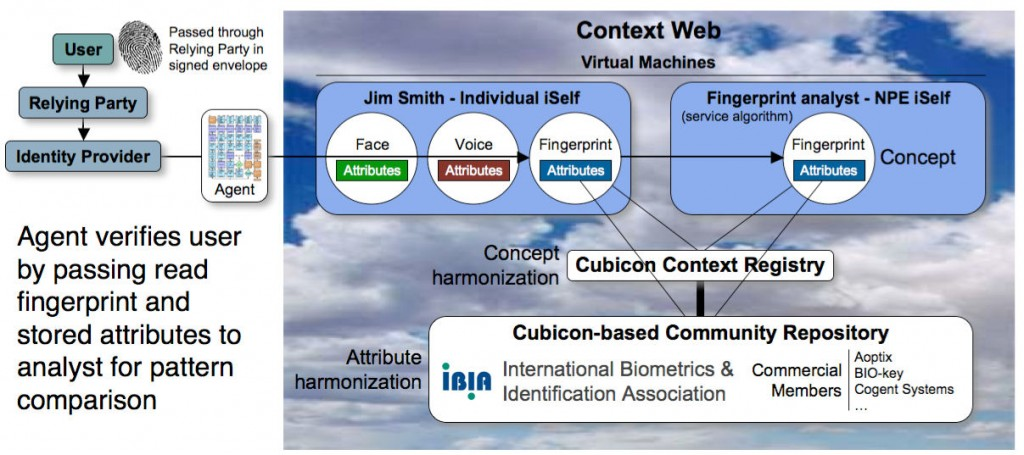 User
Passed through
Relying Party in
signed envelope
Relying Party
Identity Provider
Agent
Agent verifies user
by passing read
fingerprint and
stored attributes to
analyst for pattern
comparison
Context Web
Virtual Machines
Jim Smith - Individual iSelf
Face
Attributes
Voice
Attributes
Fingerprint
Attributes
Fingerprint analyst - NPE iSelf
(service algorithm)
Fingerprint
Attributes
Concept
Concept
harmonization
Cubicon Context Registry
Cubicon-based Community Repository
Attribute
harmonization
iBIA
International Biometrics &
Identification Association
Commercial
Members
Aoptix
BIO-key
Cogent Systems
...